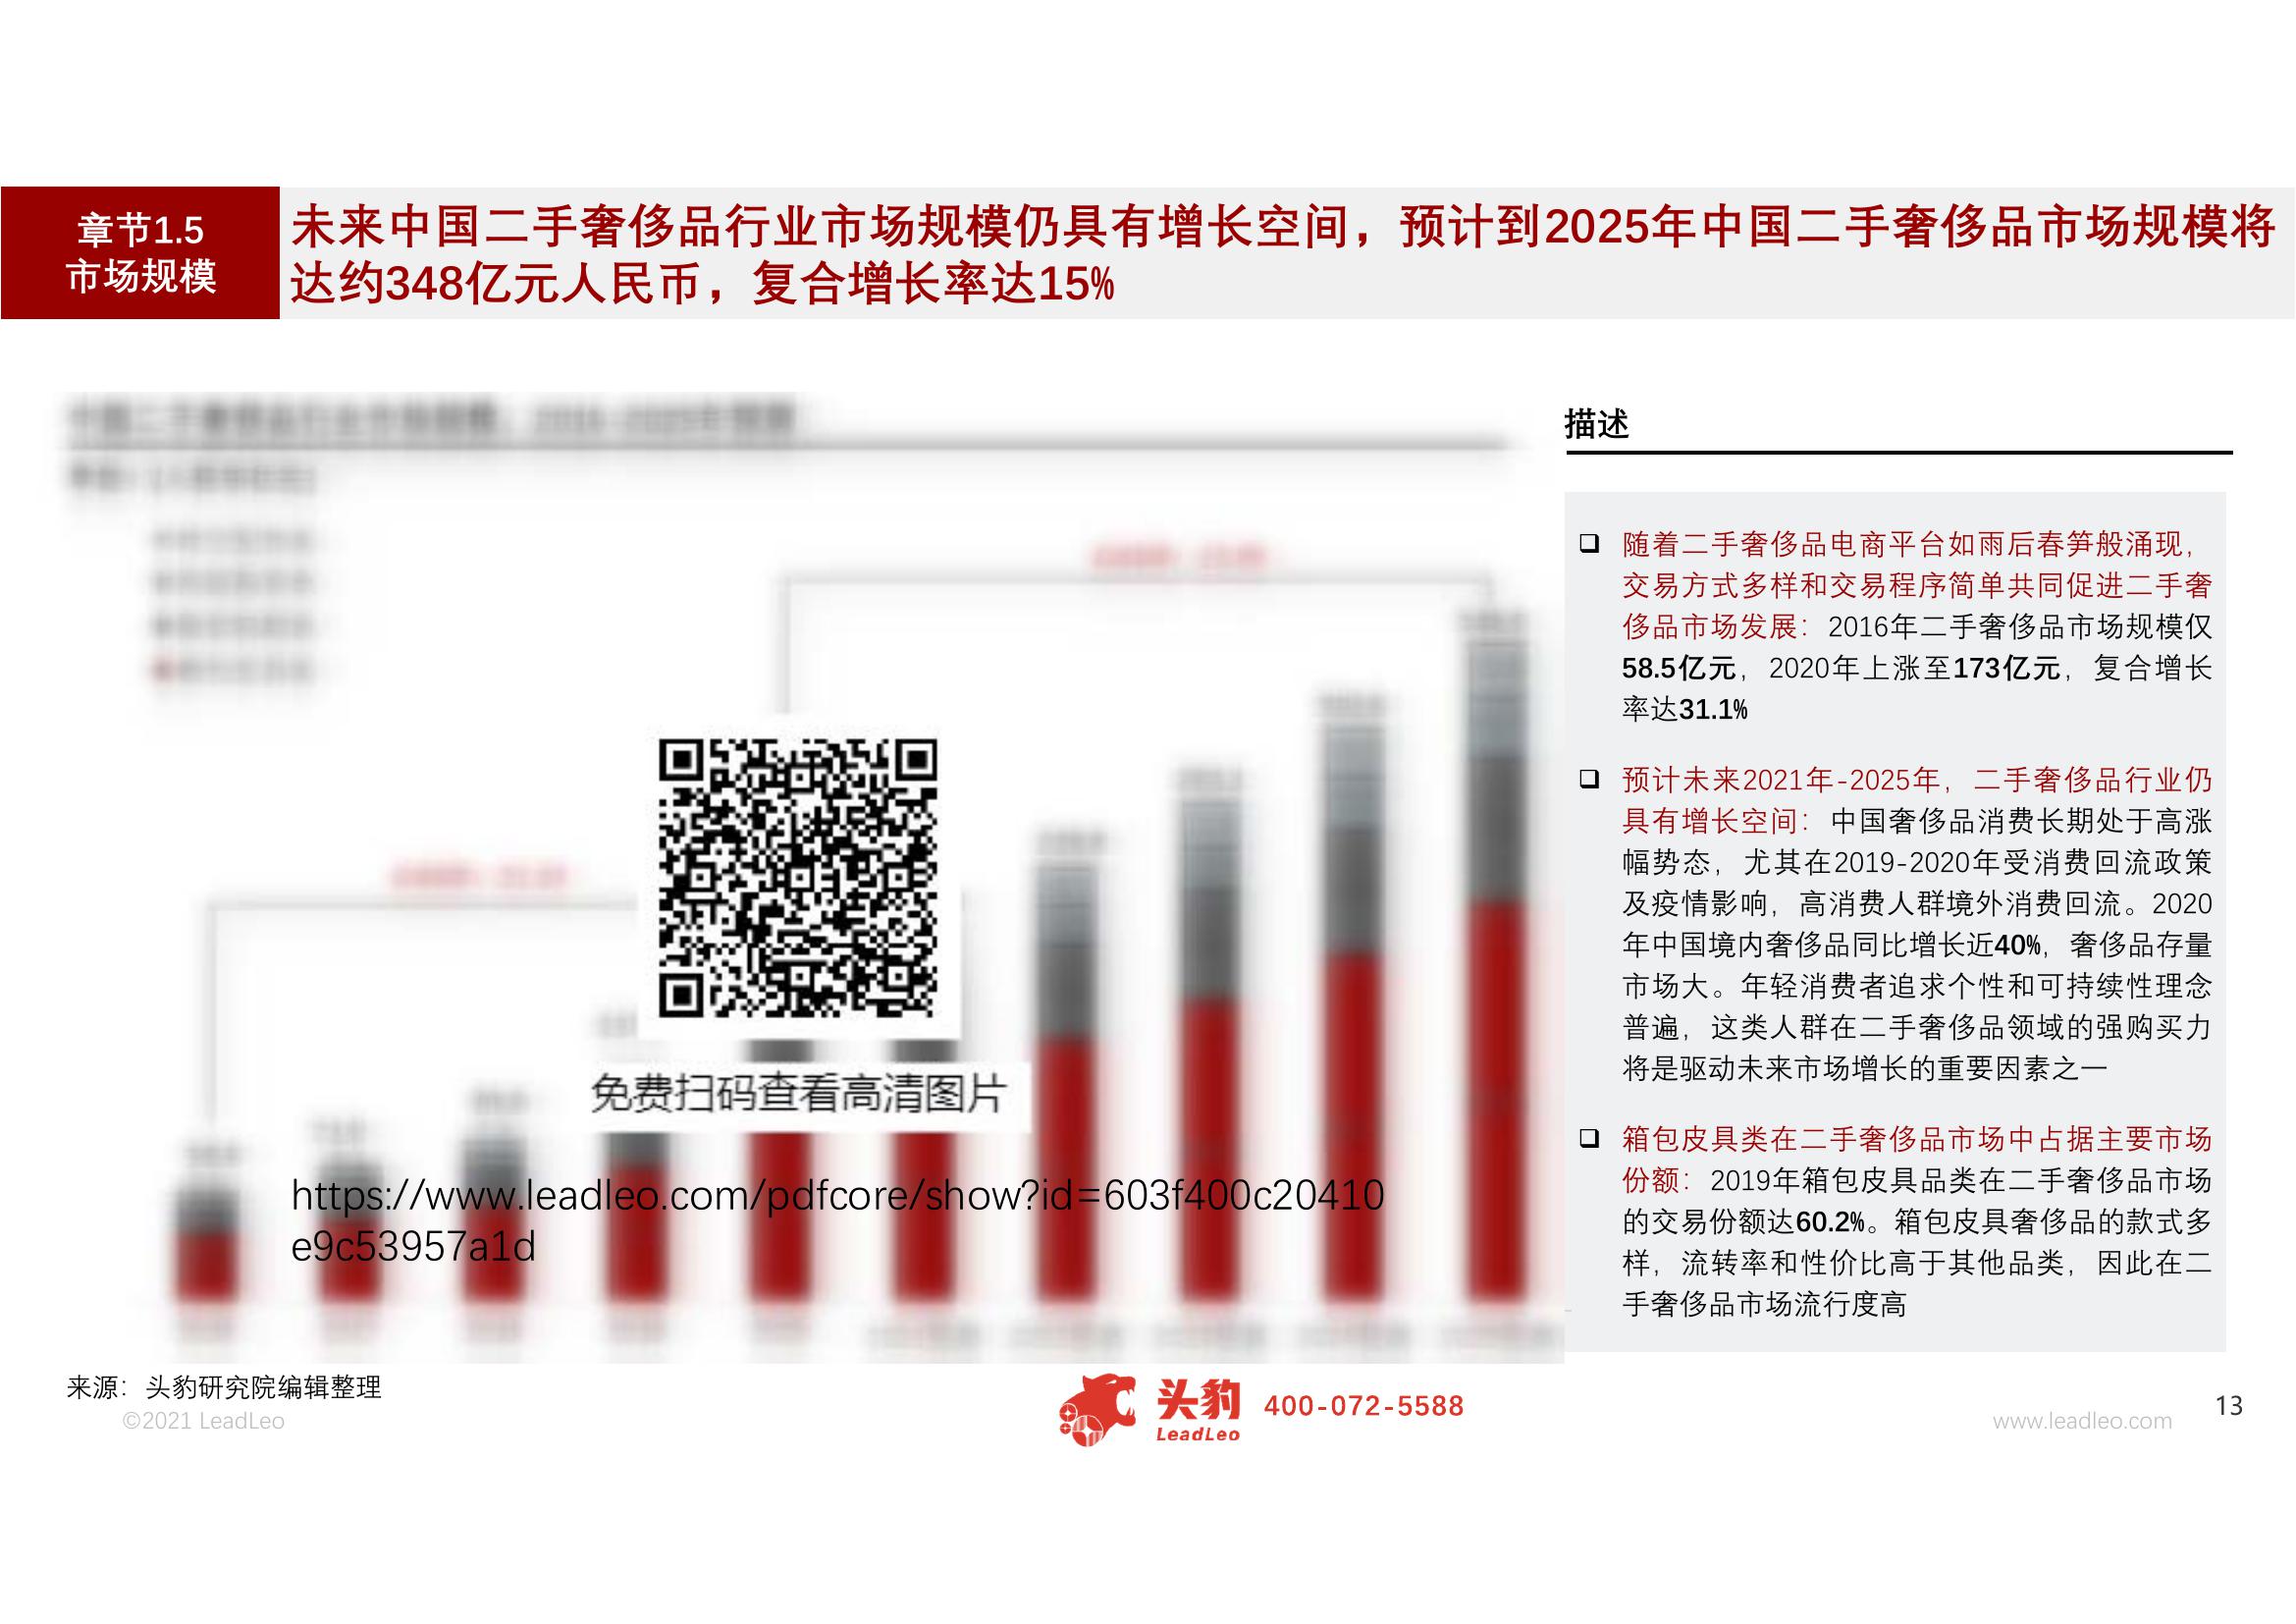 章节1.5
市场规模
未来中国二手奢侈品行业市场规模仍具有增长空间，预计到2025年中国二手奢侈品市场规模将
达约348亿元人民币，复合增长率达15%
免费扫码查看高清图片
https://www.leadleo.com/pdfcore/show?id=603f400c20410
e9c53957a1d
描述
❑ 随着二手奢侈品电商平台如雨后春笋般涌现，
交易方式多样和交易程序简单共同促进二手奢
侈品市场发展：2016年二手奢侈品市场规模仅
58.5亿元，2020年上涨至173亿元，复合增长
率达31.1%
❑ 预计未来2021年-2025年，二手奢侈品行业仍
具有增长空间：中国奢侈品消费长期处于高涨
幅势态，尤其在2019-2020年受消费回流政策
及疫情影响，高消费人群境外消费回流。2020
年中国境内奢侈品同比增长近40%，奢侈品存量
市场大。年轻消费者追求个性和可持续性理念
普遍，这类人群在二手奢侈品领域的强购买力
将是驱动未来市场增长的重要因素之一
❑ 箱包皮具类在二手奢侈品市场中占据主要市场
份额：2019年箱包皮具品类在二手奢侈品市场
的交易份额达60.2%。箱包皮具奢侈品的款式多
样，流转率和性价比高于其他品类，因此在二
手奢侈品市场流行度高
来源：头豹研究院编辑整理
©2021 LeadLeo
头豹
LeadLeo
400-072-5588
www.leadleo.com
13